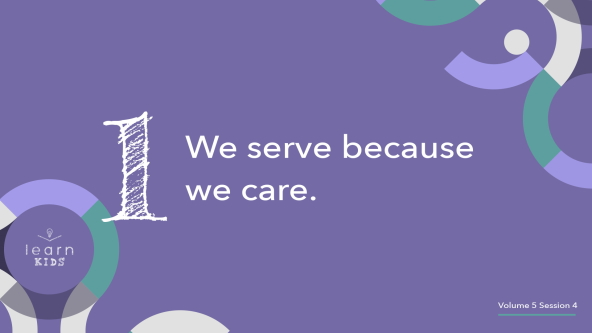 1
We serve because
we care.
learn
KIDS
Volume 5 Session 4